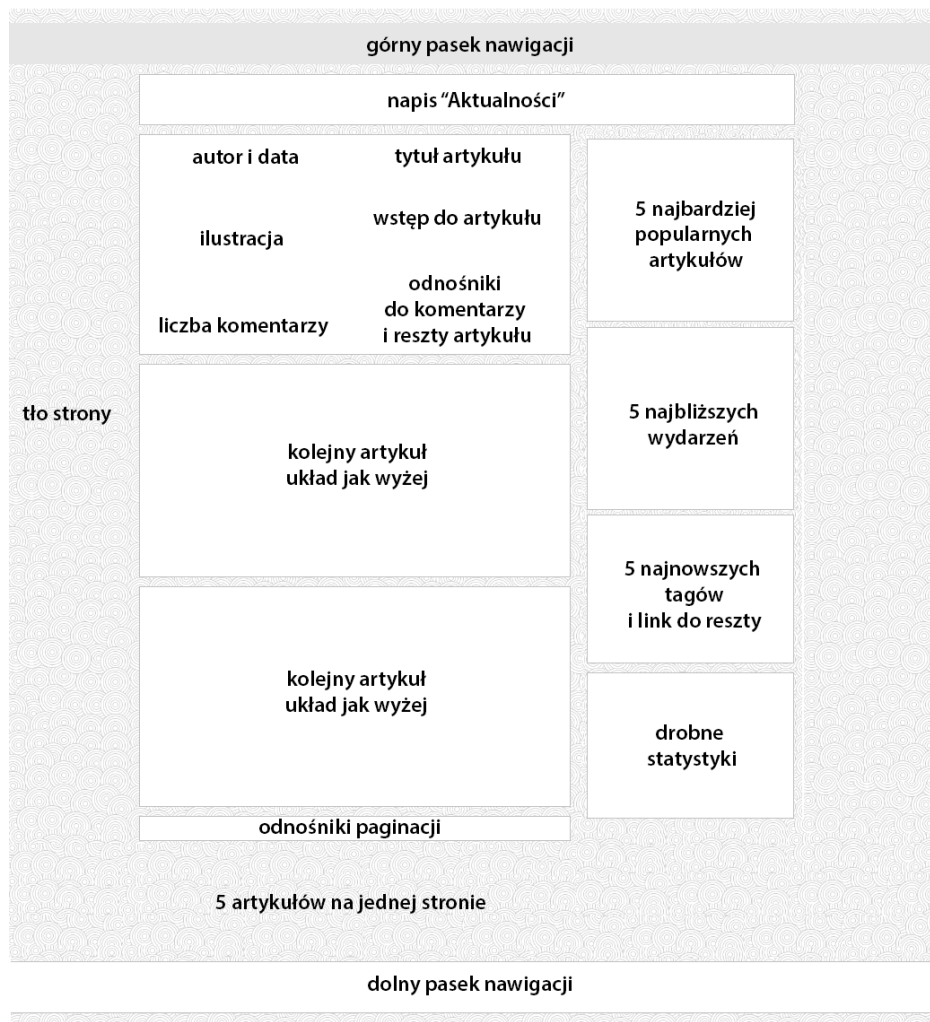 górny pasek nawigacji
napis “Aktualności”
autor i data
tytuł artykułu
ilustracja
wstęp do artykułu
liczba komentarzy
odnośniki
do komentarzy
i reszty artykułu
5 najbardziej
popularnych
artykułów
tło strony
kolejny artykuł
układ jak wyżej
5 najbliższych
wydarzeń
5 najnowszych
tagów
i link do reszty
kolejny artykuł
układ jak wyżej
drobne
statystyki
odnośniki paginacji
5 artykułów na jednej stronie
dolny pasek nawigacji